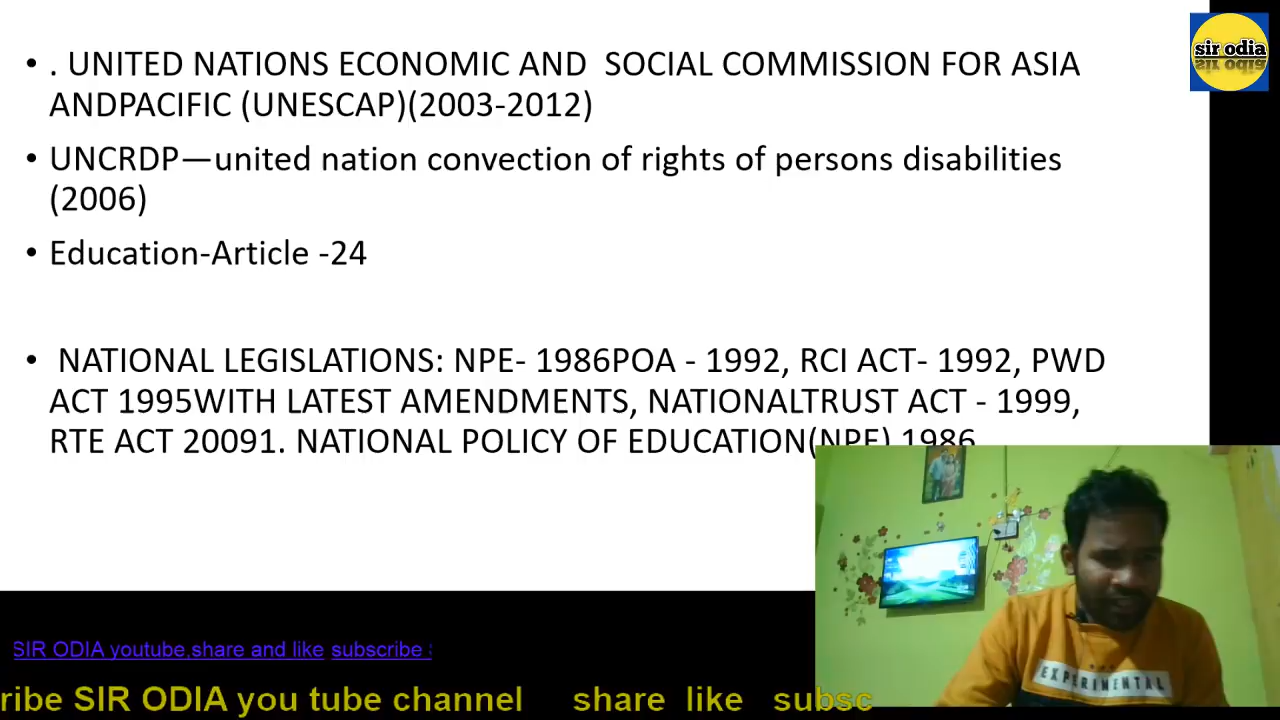 sir odia
• . UNITED NATIONS ECONOMIC AND SOCIAL COMMISSION FOR ASIA
ANDPACIFIC (UNESCAP)(2003-2012)
• UNCRDP—united nation convection of rights of persons disabilities
(2006)
• Education-Article -24
• NATIONAL LEGISLATIONS: NPE- 1986POA - 1992, RCI ACT- 1992, PWD
ACT 1995WITH LATEST AMENDMENTS, NATIONALTRUST ACT - 1999,
RTE ACT 20091. NATIONAL POLICY OF EDUCATION(NPE) 1986
EXPERIMENTAL
SIR ODIA youtube,share and like subscribe
ribe SIR ODIA you tube channel share like subsc